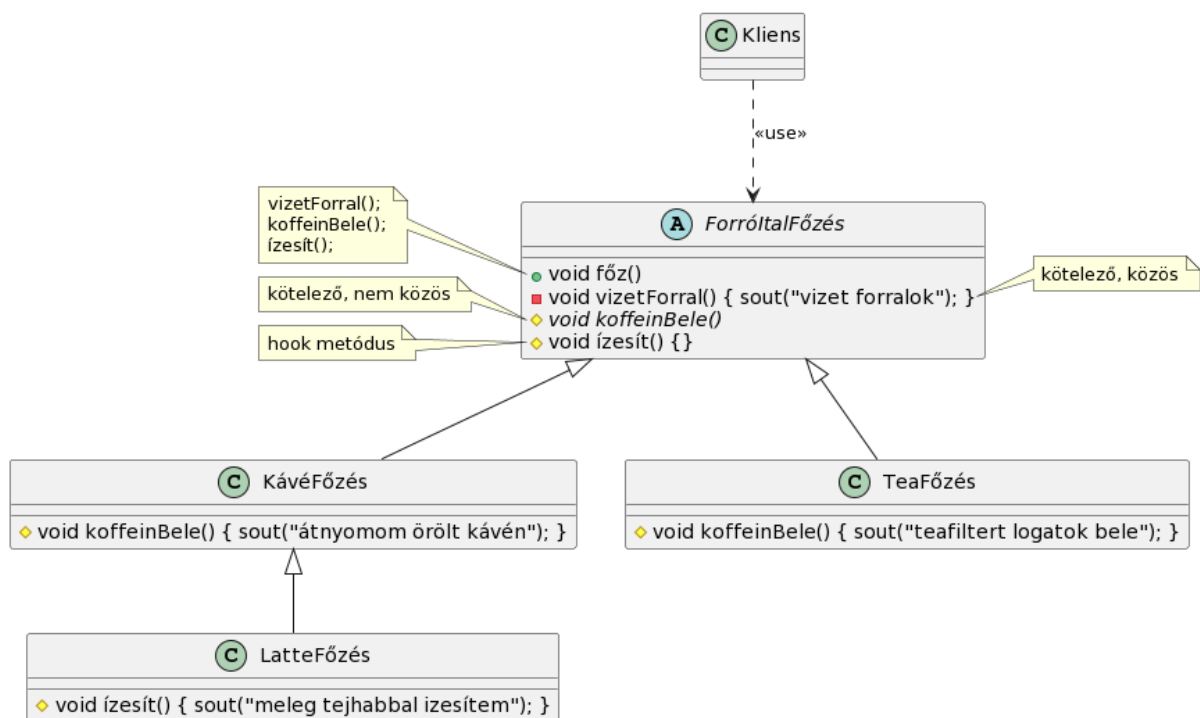 C Kliens
«use»
vizetForral();
koffeinBele();
ízesít();
A ForróItalFőzés
void főz()
kötelező, közös
kötelező, nem közös
void vizetForral() { sout("vizet forralok"); }
void koffeinBele()
hook metódus
void ízesít() {}
C KávéFőzés
C TeaFőzés
void koffeinBele() { sout("átnyomom örölt kávén"); }
void koffeinBele() { sout("teafiltert logatok bele"); }
C LatteFőzés
void ízesít() { sout("meleg tejhabbal izesítem"); }